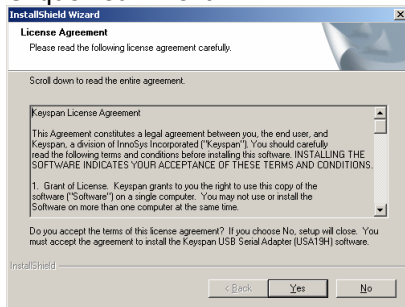 InstallShield Wizard
License Agreement
Please read the following license agreement carefully.
Scroll down to read the entire agreement.
Keyspan License Agreement
This Agreement constitutes a legal agreement between you, the end user, and
Keyspan, a division of InnoSys Incorporated ("Keyspan"). You should carefully
read the following terms and conditions before installing this software. INSTALLING THE
SOFTWARE INDICATES YOUR ACCEPTANCE OF THESE TERMS AND CONDITIONS.
1. Grant of License. Keyspan grants to you the right to use this copy of the
software ("Software") on a single computer. You may not use or install the
Software on more than one computer at the same time.
Do you accept the terms of this license agreement? If you choose No, setup will close. You
must accept the agreement to install the Keyspan USB Serial Adapter (USA19H) software.
InstallShield
< Back Yes No